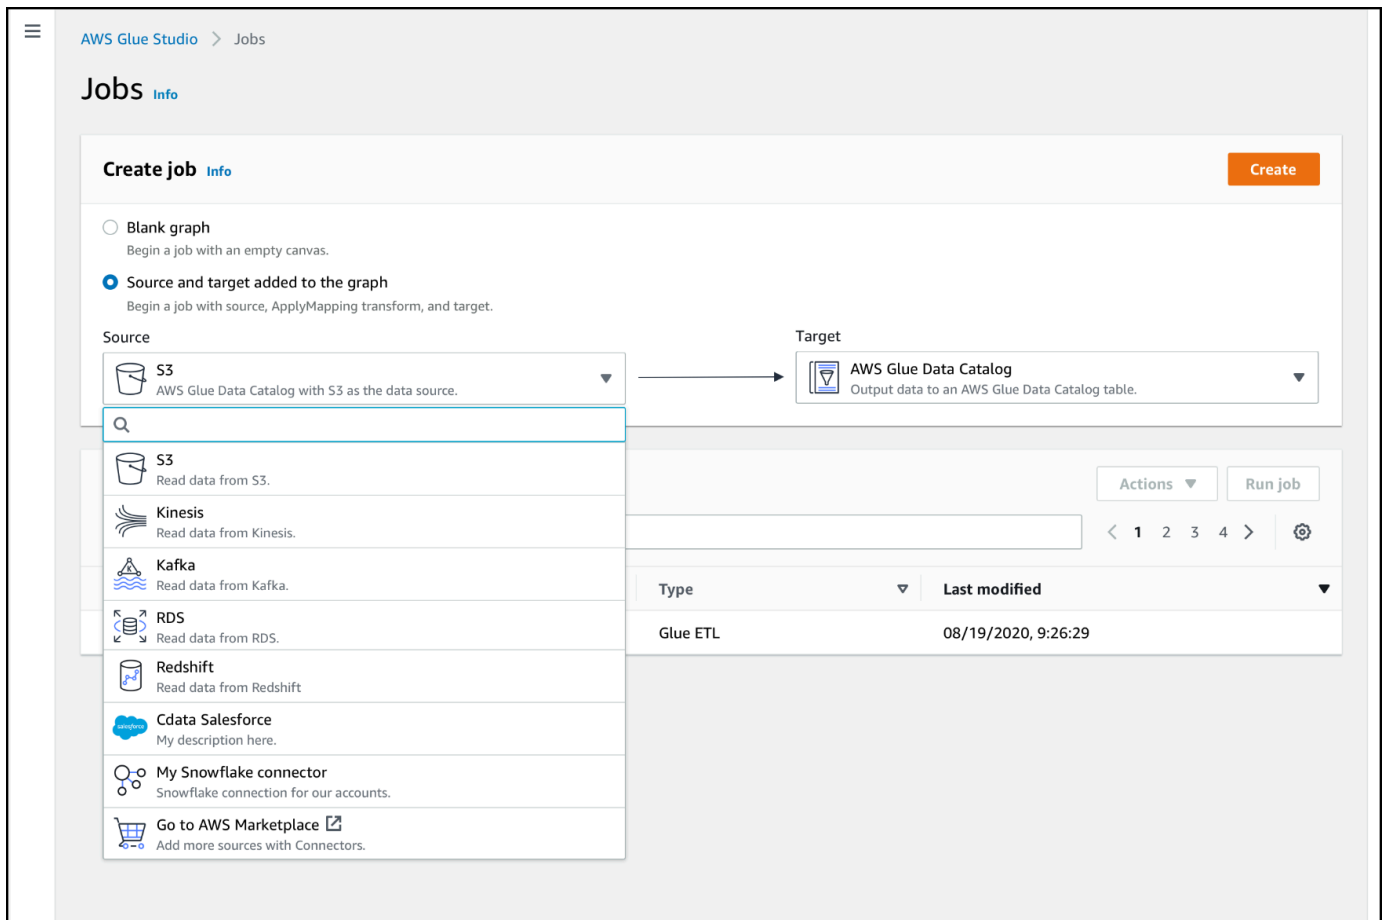 AWS Glue Studio > Jobs
Jobs Info
Create job Info
Create
Blank graph
Begin a job with an empty canvas.
Source and target added to the graph
Begin a job with source, ApplyMapping transform, and target.
Source
Target
S3
AWS Glue Data Catalog with S3 as the data source.
AWS Glue Data Catalog
Output data to an AWS Glue Data Catalog table.
S3
Read data from S3.
Actions
Run job
Kinesis
Read data from Kinesis.
1 2 3 4
Kafka
Read data from Kafka.
Type
Last modified
RDS
Read data from RDS.
Glue ETL
08/19/2020, 9:26:29
Redshift
Read data from Redshift
salesforce
Cdata Salesforce
My description here.
My Snowflake connector
Snowflake connection for our accounts.
Go to AWS Marketplace
Add more sources with Connectors.